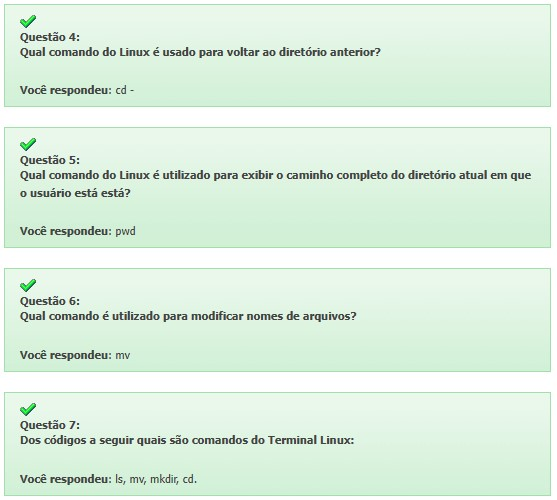 Questão 4:
Qual comando do Linux é usado para voltar ao diretório anterior?
Você respondeu: cd -
Questão 5:
Qual comando do Linux é utilizado para exibir o caminho completo do diretório atual em que
o usuário está está?
Você respondeu: pwd
Questão 6:
Qual comando é utilizado para modificar nomes de arquivos?
Você respondeu: mv
Questão 7:
Dos códigos a seguir quais são comandos do Terminal Linux:
Você respondeu: ls, mv, mkdir, cd.